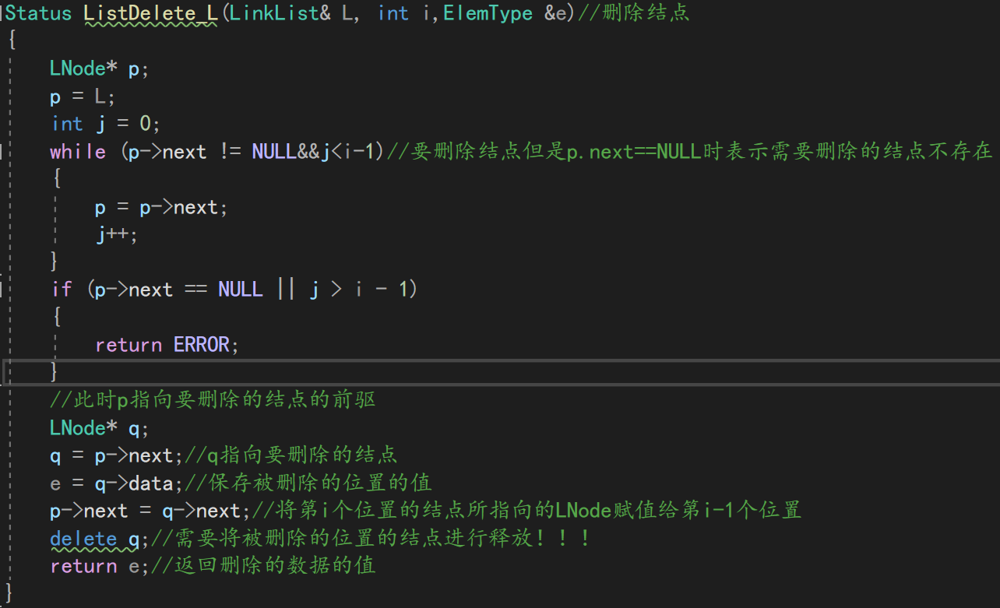 Status ListDelete_L(LinkList& L, int i,ElemType &e)//删除结点
{
LNode* p;
p = L;
int j = 0;
while (p->next != NULL&&j<i-1)//要删除结点但是p.next==NULL时表示需要删除的结点不存在
{
p = p->next;
j++;
}
if (p->next == NULL || j > i - 1)
{
return ERROR;
}
//此时p指向要删除的结点的前驱
LNode* q;
q = p->next;//q指向要删除的结点
e = q->data;//保存被删除的位置的值
p->next = q->next;//将第i个位置的结点所指向的LNode赋值给第i-1个位置
delete q;//需要将被删除的位置的结点进行释放！！！
return e;//返回删除的数据的值
}